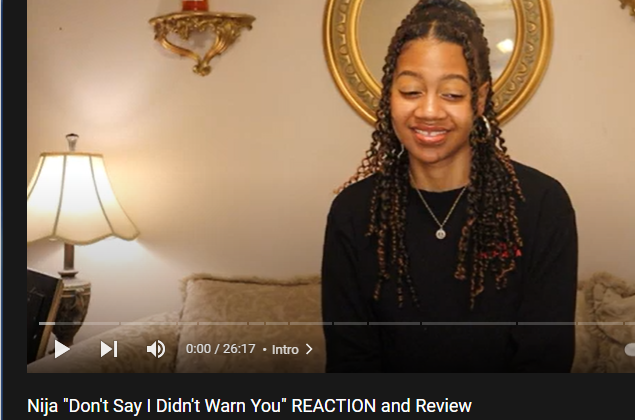 0:00 / 26:17 • Intro
Nija "Don't Say I Didn't Warn You" REACTION and Review